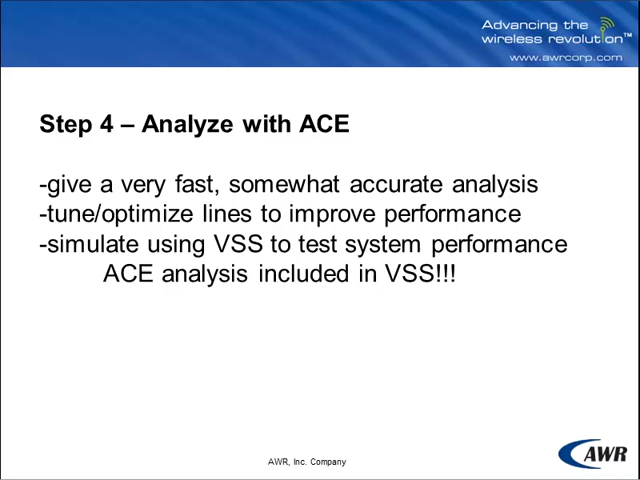 Advancing the
wireless revolution™
www.awrcorp.com
Step 4 – Analyze with ACE
-give a very fast, somewhat accurate analysis
-tune/optimize lines to improve performance
-simulate using VSS to test system performance
ACE analysis included in VSS!!!
AWR, Inc. Company
AWR